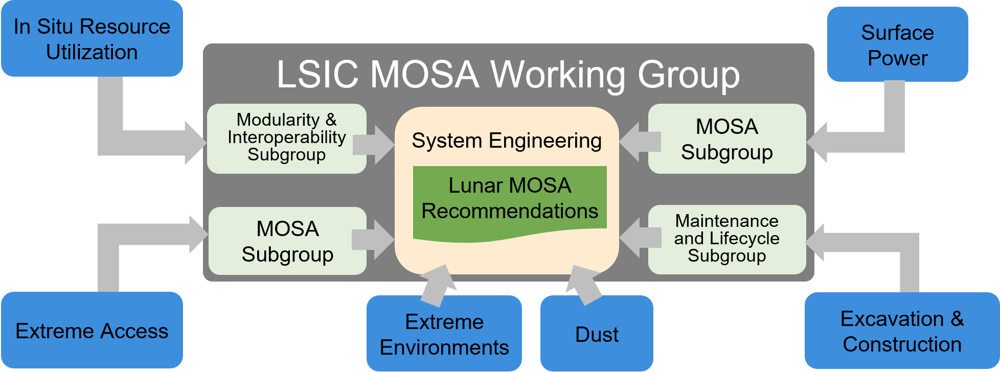 In Situ Resource
Utilization
Surface
Power
LSIC MOSA Working Group
Modularity &
Interoperability
Subgroup
System Engineering
MOSA
Subgroup
Lunar MOSA
Recommendations
MOSA
Subgroup
Maintenance
and Lifecycle
Subgroup
Extreme Access
Extreme
Environments
Dust
Excavation &
Construction